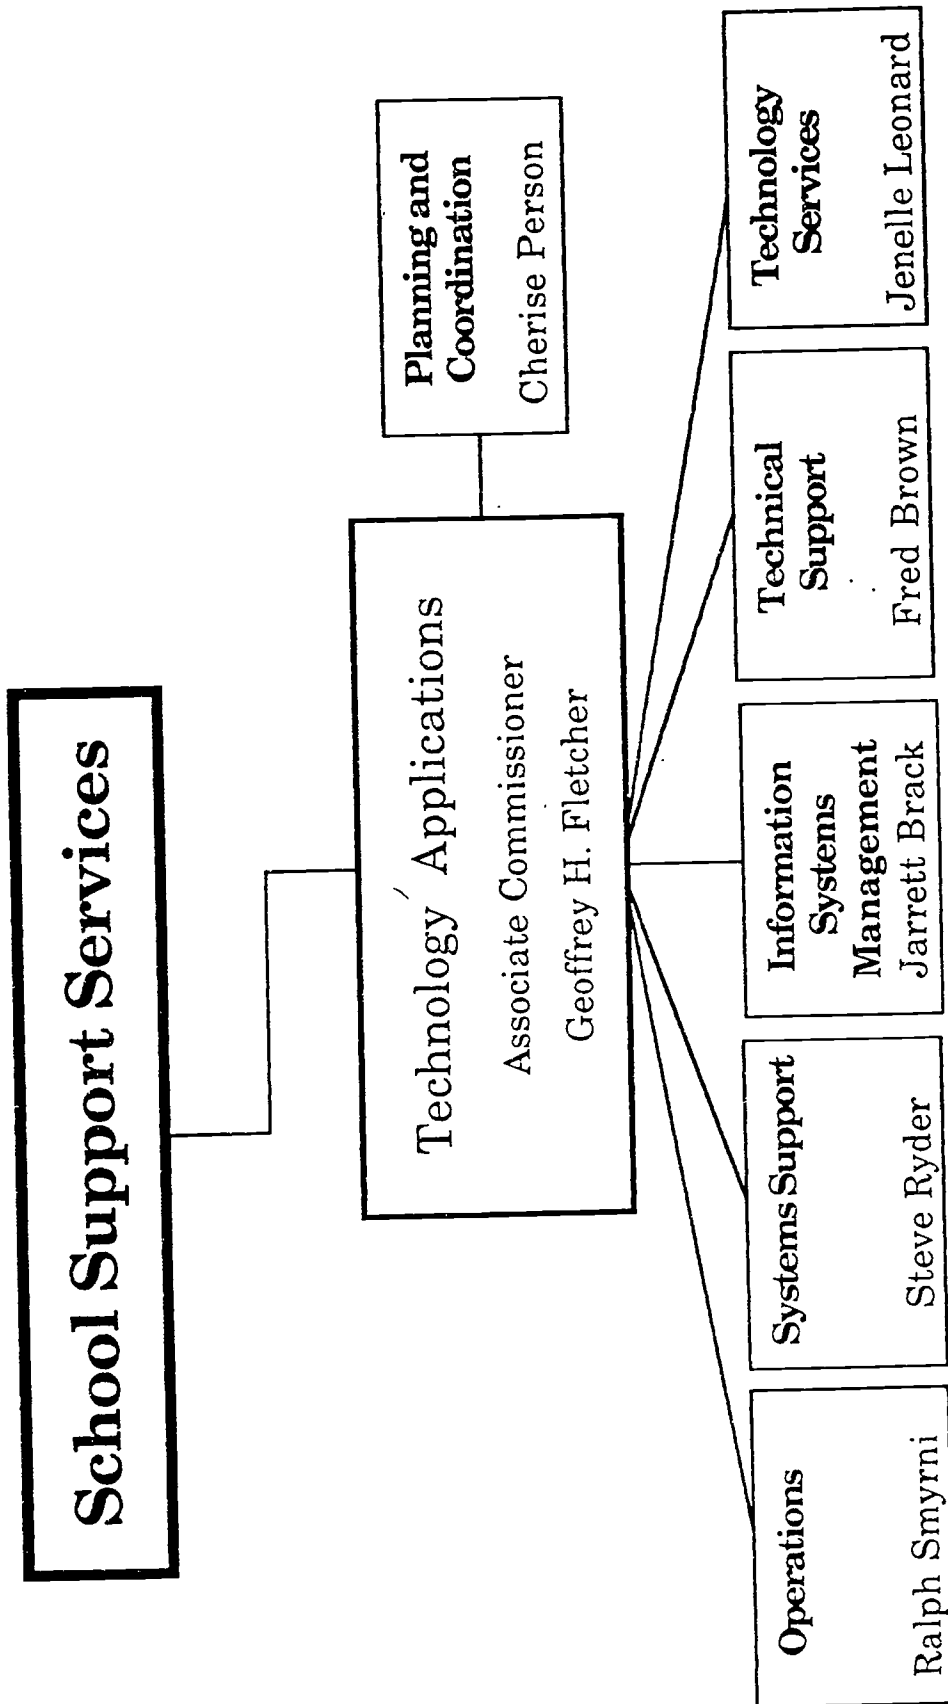 School Support Services
Technology Applications
Associate Commissioner
Geoffrey H. Fletcher
Planning and
Coordination
Cherise Person
Operations
Ralph Smyrni
Systems Support
Steve Ryder
Information
Systems
Management
Jarrett Brack
Technical
Support
Fred Brown
Technology
Services
Jenelle Leonard